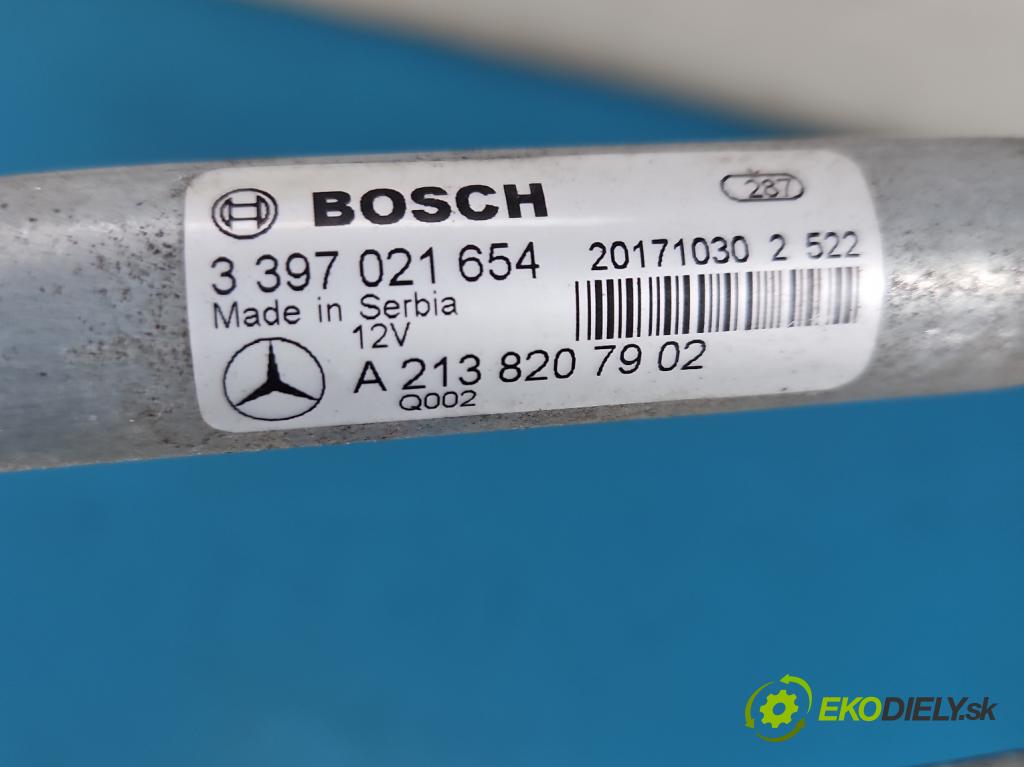 BOSCH 287
3 397 021 654 20171030 2 522
Made in Serbia
12V
A 213 820 79 02
Q002
EKODIELY.sk